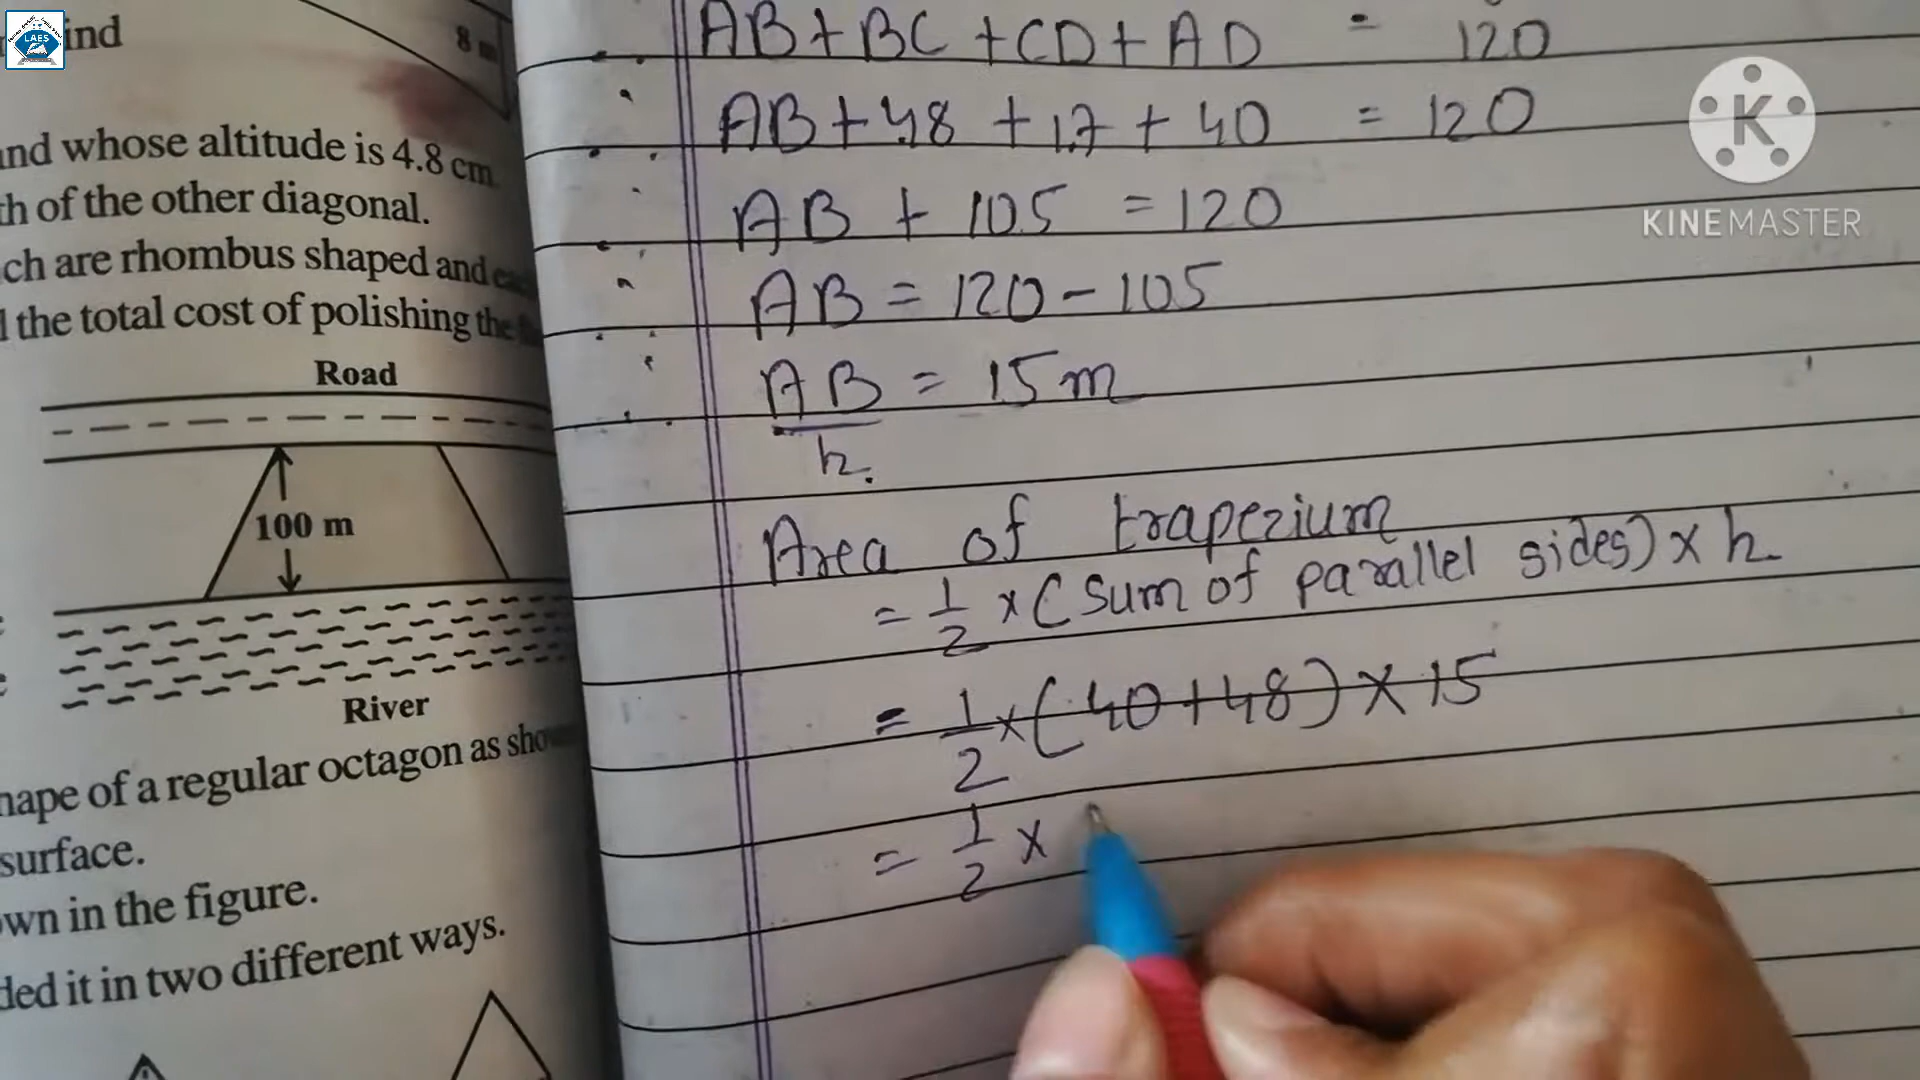 LAES
ind
8 m
and whose altitude is 4.8 cm
th of the other diagonal.
ch are rhombus shaped and
the total cost of polishing the
Road
100 m
River
hape of a regular octagon as
surface.
own in the figure.
ded it in two different ways.
AB + BC + CD + AD = 120
AB + 48 + 17 + 40 = 120
AB + 105 = 120
AB = 120 - 105
AB = 15 m
h.
Area of trapezium
= 1/2 × (Sum of parallel sides) × h
= 1/2 × (40 + 48) × 15
= 1/2 ×
K
KINEMASTER